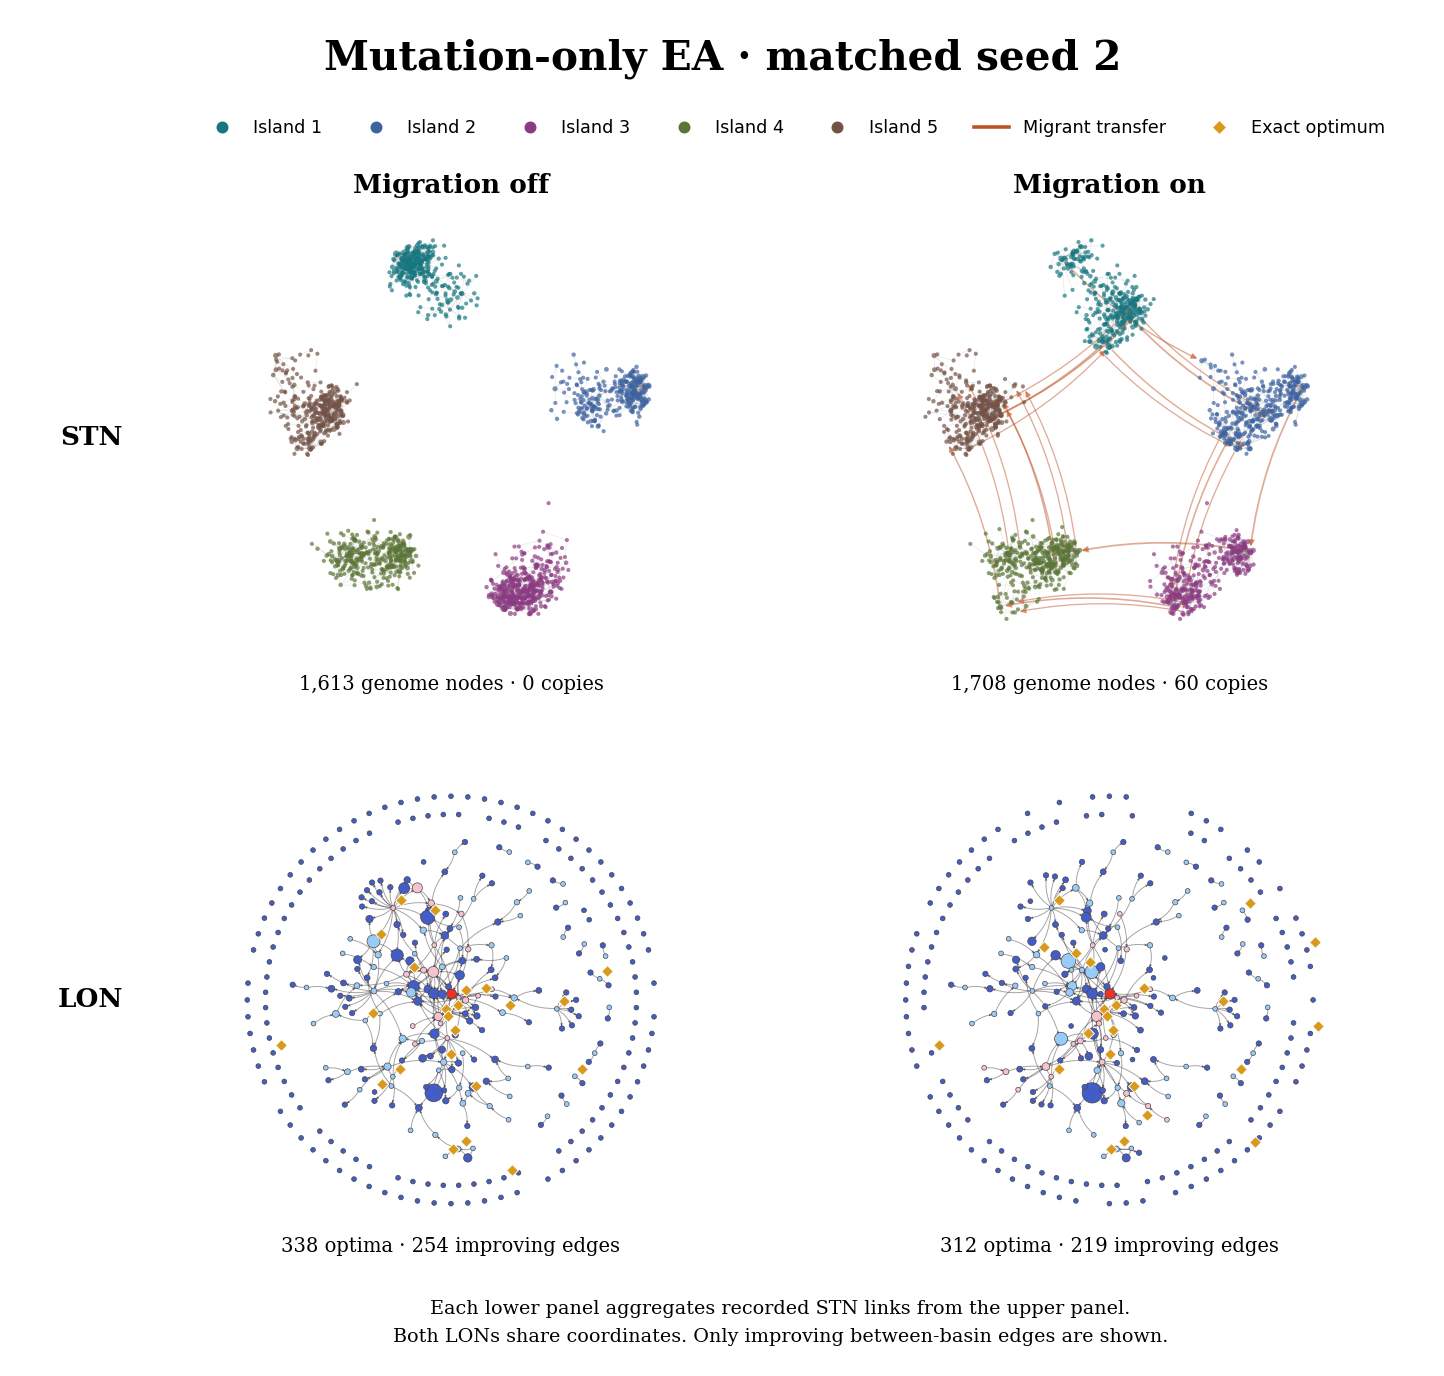 Mutation-only EA · matched seed 2
Island 1 Island 2 Island 3 Island 4 Island 5 Migrant transfer Exact optimum
Migration off Migration on
STN
1,613 genome nodes · 0 copies 1,708 genome nodes · 60 copies
LON
338 optima · 254 improving edges 312 optima · 219 improving edges
Each lower panel aggregates recorded STN links from the upper panel.
Both LONs share coordinates. Only improving between-basin edges are shown.